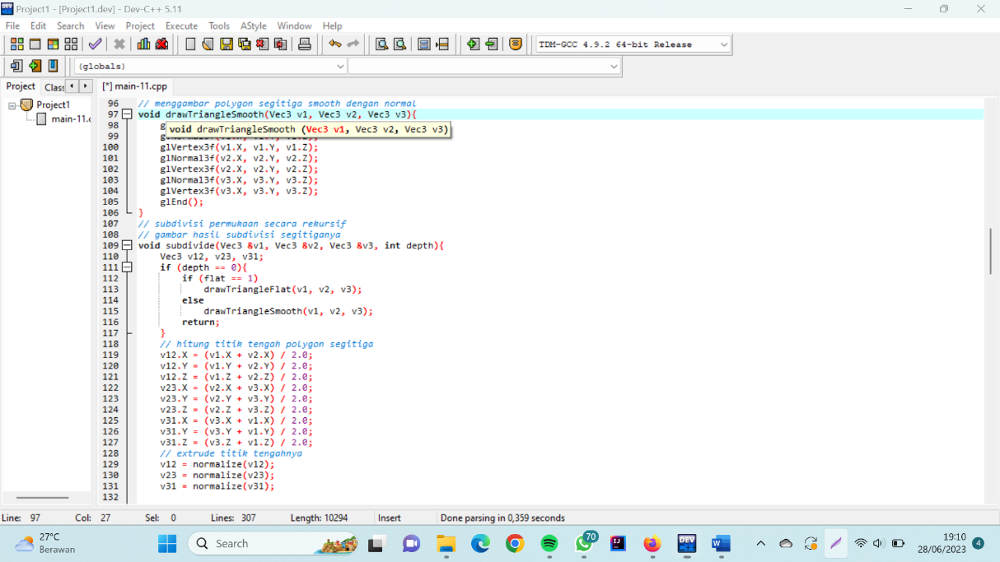 Project1 - [Project1.dev] - Dev-C++ 5.11
File Edit Search View Project Execute Tools AStyle Window Help
TDM-GCC 4.9.2 64-bit Release
(globals)
Project Clas
[*] main-11.cpp
Project1
main-11.c
96 // menggambar polygon segitiga smooth dengan normal
97 void drawTriangleSmooth(Vec3 v1, Vec3 v2, Vec3 v3){
98 g
void drawTriangleSmooth (Vec3 v1, Vec3 v2, Vec3 v3)
99
100 glVertex3f(v1.X, v1.Y, v1.Z);
101 glNormal3f(v2.X, v2.Y, v2.Z);
102 glVertex3f(v2.X, v2.Y, v2.Z);
103 glNormal3f(v3.X, v3.Y, v3.Z);
104 glVertex3f(v3.X, v3.Y, v3.Z);
105 glEnd();
106 }
107 // subdivisi permukaan secara rekursif
108 // gambar hasil subdivisi segitiganya
109 void subdivide(Vec3 &v1, Vec3 &v2, Vec3 &v3, int depth){
110 Vec3 v12, v23, v31;
111 if (depth == 0){
112 if (flat == 1)
113 drawTriangleFlat(v1, v2, v3);
114 else
115 drawTriangleSmooth(v1, v2, v3);
116 return;
117 }
118 // hitung titik tengah polygon segitiga
119 v12.X = (v1.X + v2.X) / 2.0;
120 v12.Y = (v1.Y + v2.Y) / 2.0;
121 v12.Z = (v1.Z + v2.Z) / 2.0;
122 v23.X = (v2.X + v3.X) / 2.0;
123 v23.Y = (v2.Y + v3.Y) / 2.0;
124 v23.Z = (v2.Z + v3.Z) / 2.0;
125 v31.X = (v3.X + v1.X) / 2.0;
126 v31.Y = (v3.Y + v1.Y) / 2.0;
127 v31.Z = (v3.Z + v1.Z) / 2.0;
128 // extrude titik tengahnya
129 v12 = normalize(v12);
130 v23 = normalize(v23);
131 v31 = normalize(v31);
132
Line: 97 Col: 27 Sel: 0 Lines: 307 Length: 10294 Insert Done parsing in 0,359 seconds
27°C
Berawan
Search
70
DEV
19:10
28/06/2023
4